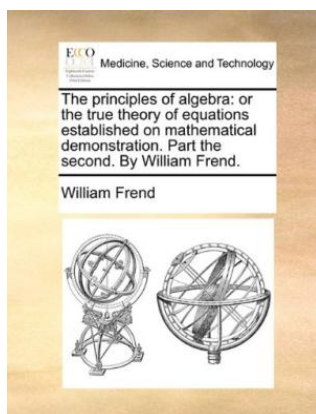 ECCO
Medicine, Science and Technology
The principles of algebra: or
the true theory of equations
established on mathematical
demonstration. Part the
second. By William Frend.
William Frend